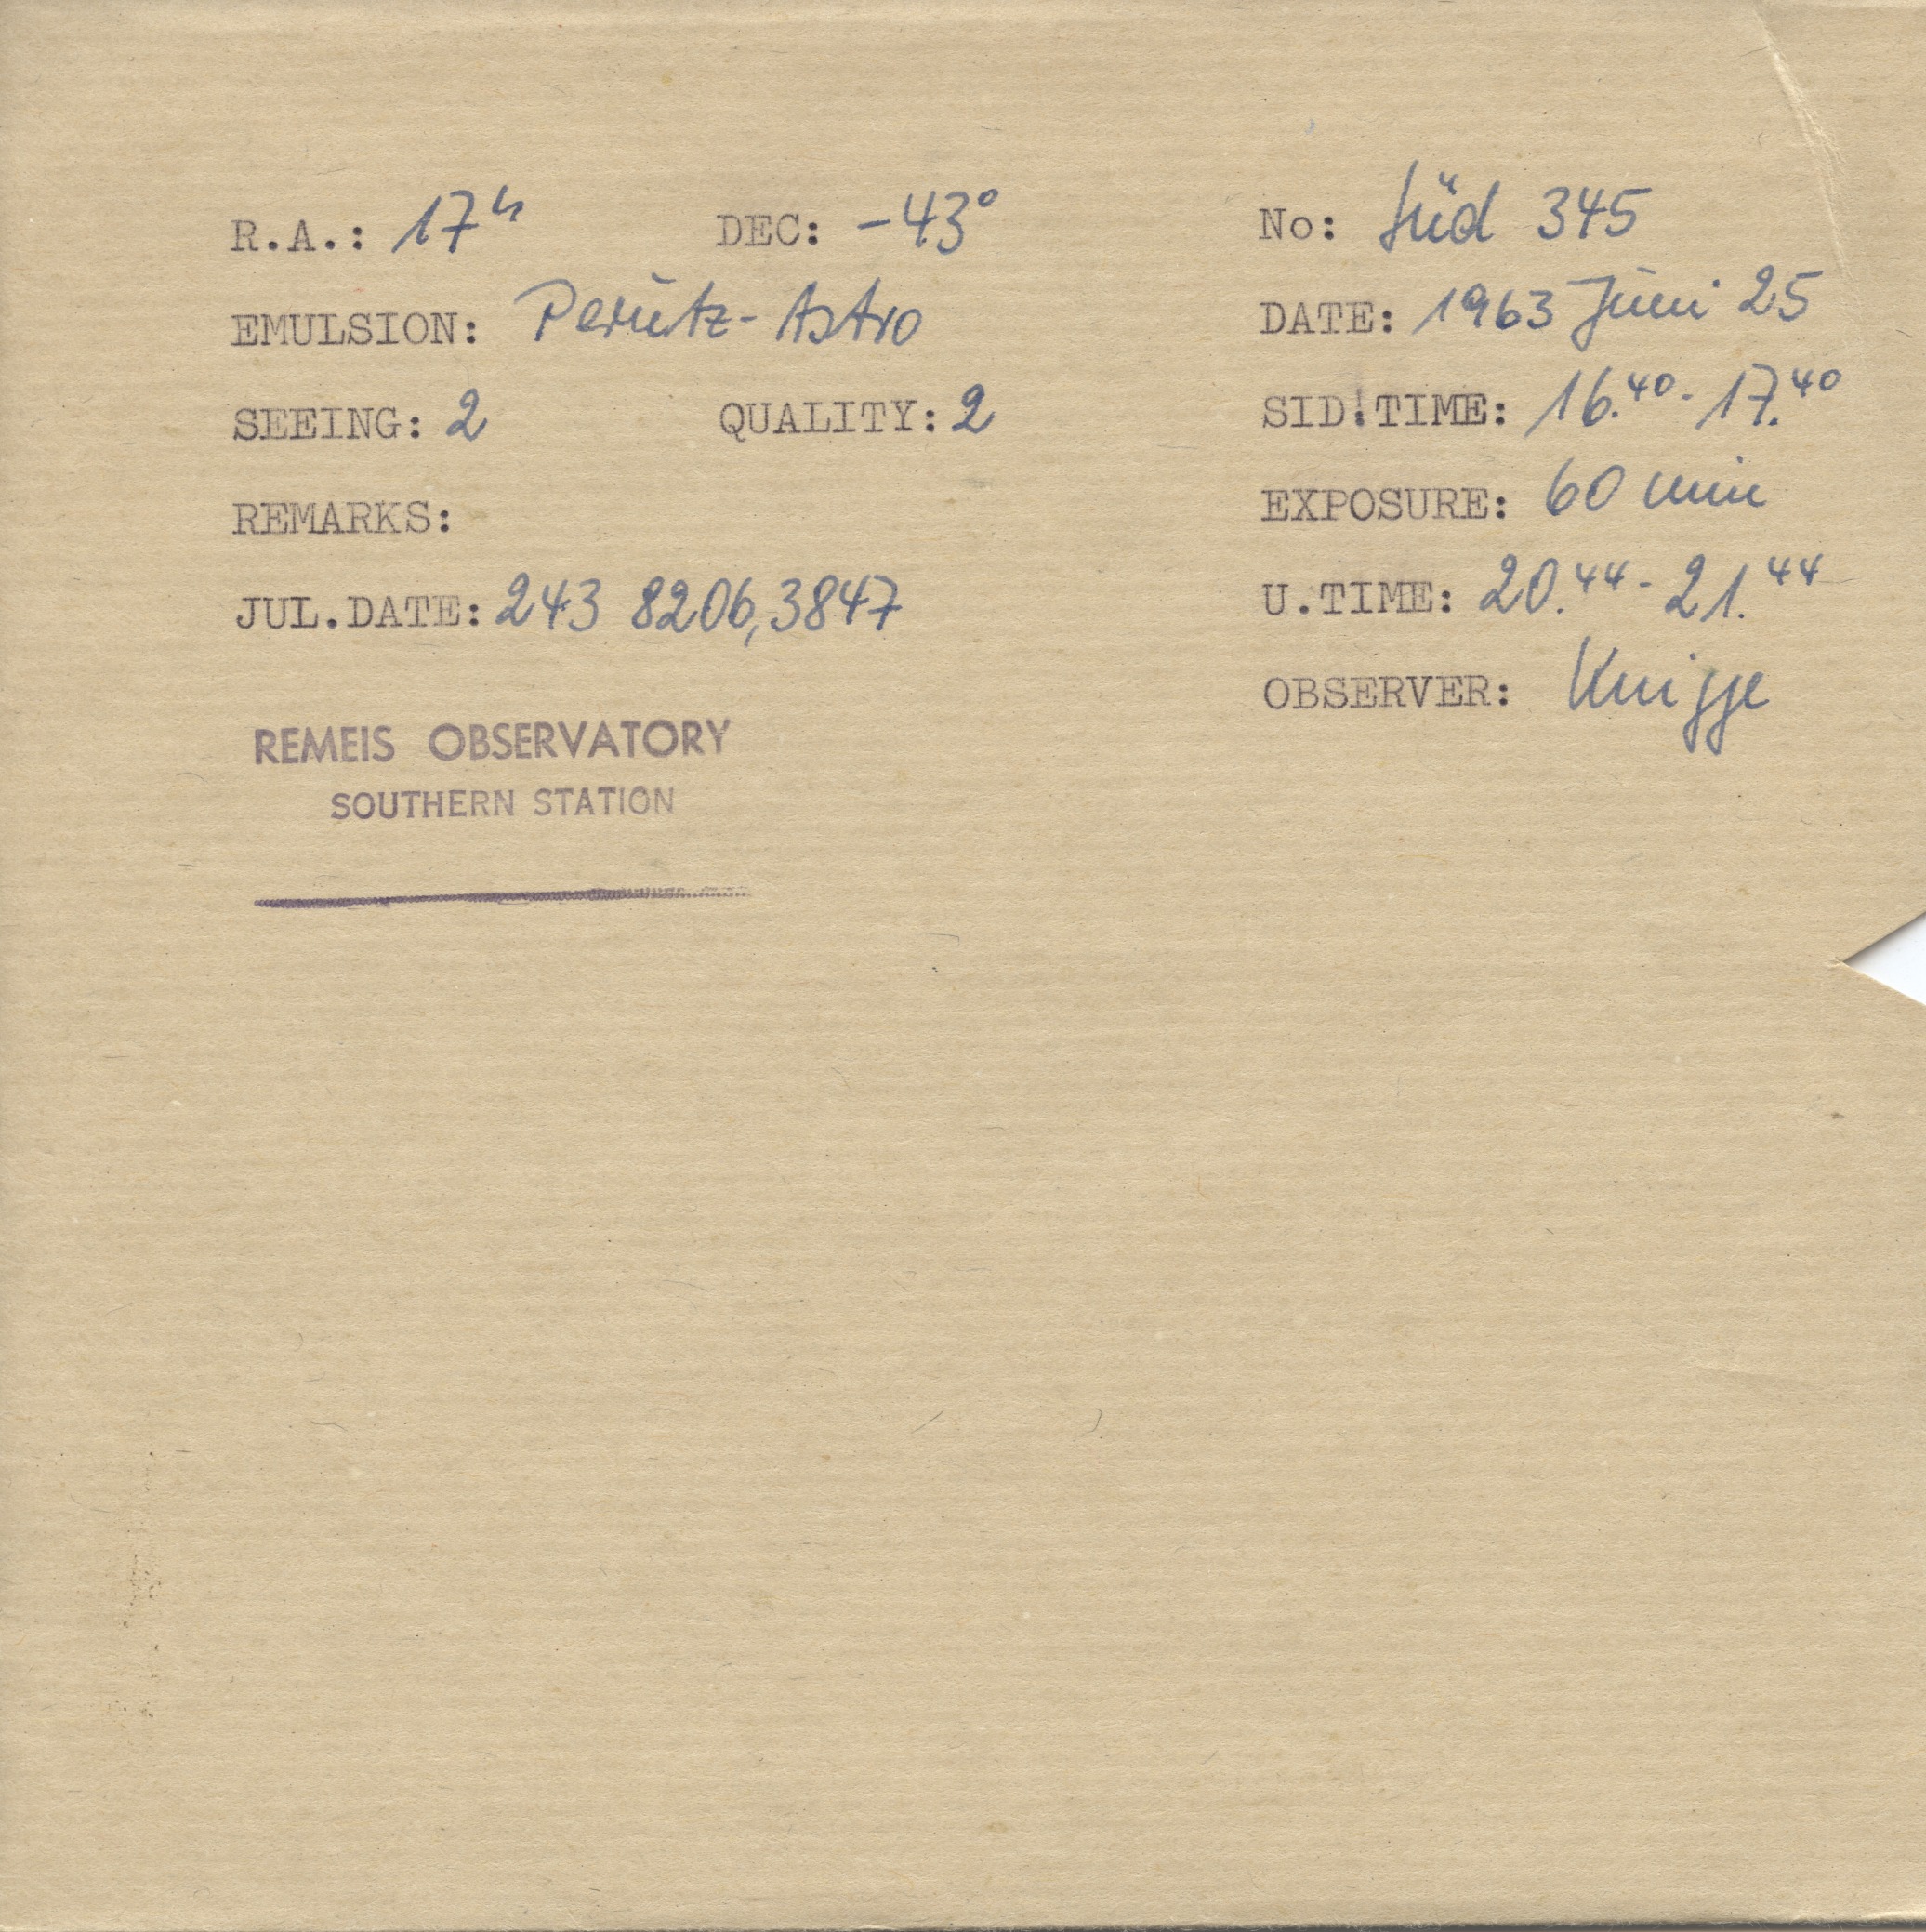 R.A.: 17h DEC: -43° No: Süd 345
EMULSION: Perutz-Astro DATE: 1963 Juni 25
SEEING: 2 QUALITY: 2 SID.TIME: 16.40 - 17.40
REMARKS: EXPOSURE: 60 min
JUL.DATE: 243 8206,3847 U.TIME: 20.44 - 21.44
OBSERVER: Knigge
REMEIS OBSERVATORY
SOUTHERN STATION